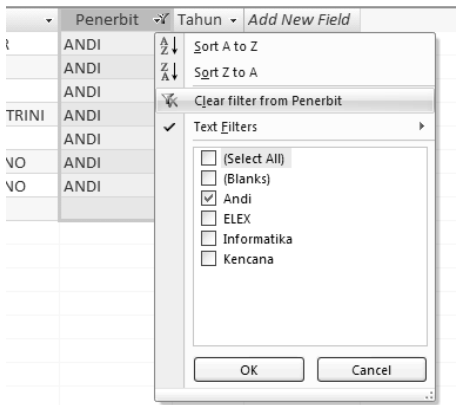 Penerbit Tahun Add New Field
R ANDI
ANDI
ANDI
TRINI ANDI
ANDI
NO ANDI
NO ANDI
Sort A to Z
Sort Z to A
Clear filter from Penerbit
Text Filters
(Select All)
(Blanks)
Andi
ELEX
Informatika
Kencana
OK Cancel